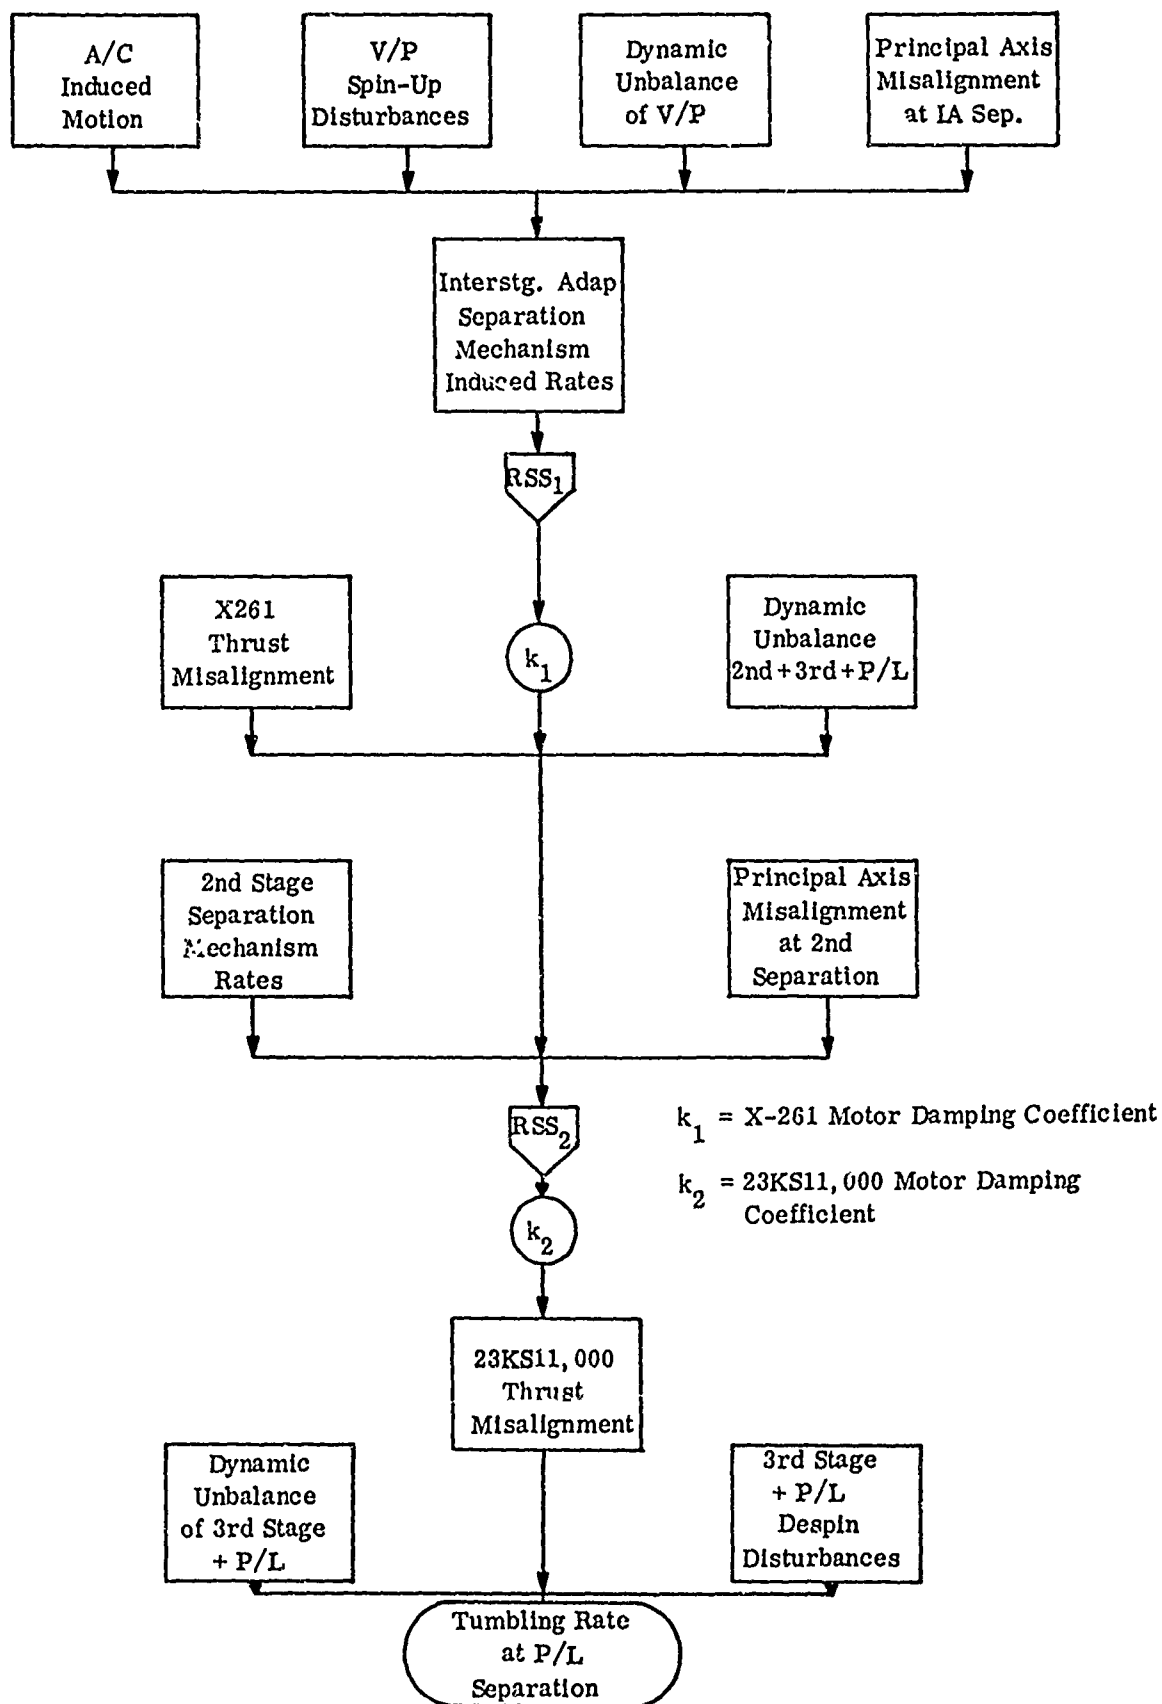 A/C
Induced
Motion
V/P
Spin-Up
Disturbances
Dynamic
Unbalance
of V/P
Principal Axis
Misalignment
at IA Sep.
Interstg. Adap
Separation
Mechanism
Induced Rates
RSS1
X261
Thrust
Misalignment
k1
Dynamic
Unbalance
2nd+3rd+P/L
2nd Stage
Separation
Mechanism
Rates
Principal Axis
Misalignment
at 2nd
Separation
RSS2
k1 = X-261 Motor Damping Coefficient
k2 = 23KS11,000 Motor Damping
Coefficient
k2
23KS11,000
Thrust
Misalignment
Dynamic
Unbalance
of 3rd Stage
+ P/L
3rd Stage
+ P/L
Despin
Disturbances
Tumbling Rate
at P/L
Separation